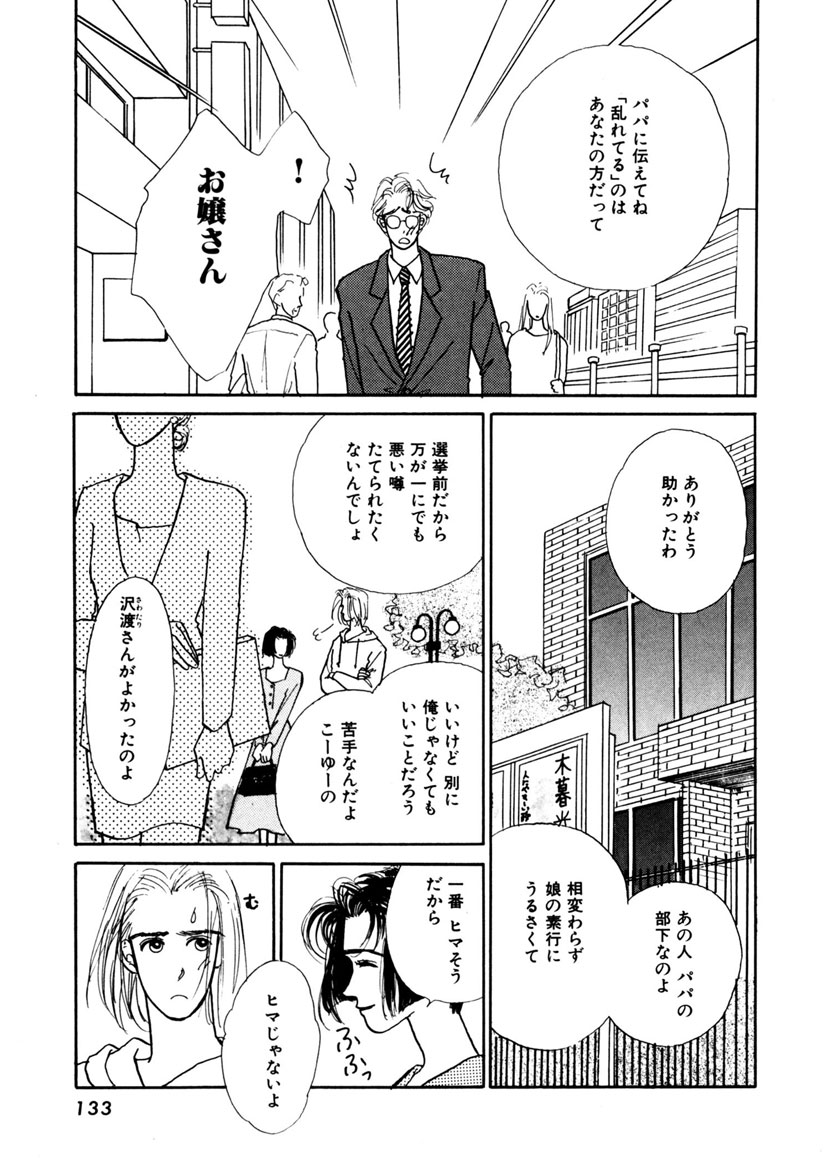 パパに伝えてね
「乱れてる」のは
あなたの方だって
！
お嬢さん
ありがとう
助かったわ
木暮光
あの人 パパの
部下なのよ
相変わらず
娘の素行に
うるさくて
選挙前だから
万が一にでも
悪い噂
たてられたく
ないんでしょ
いいけど 別に
俺じゃなくても
いいことだろう
苦手なんだよ
こーゆーの
沢渡さんがよかったのよ
さわたり
一番 ヒマそう
だから
ふふっ
む
ヒマじゃないよ
133